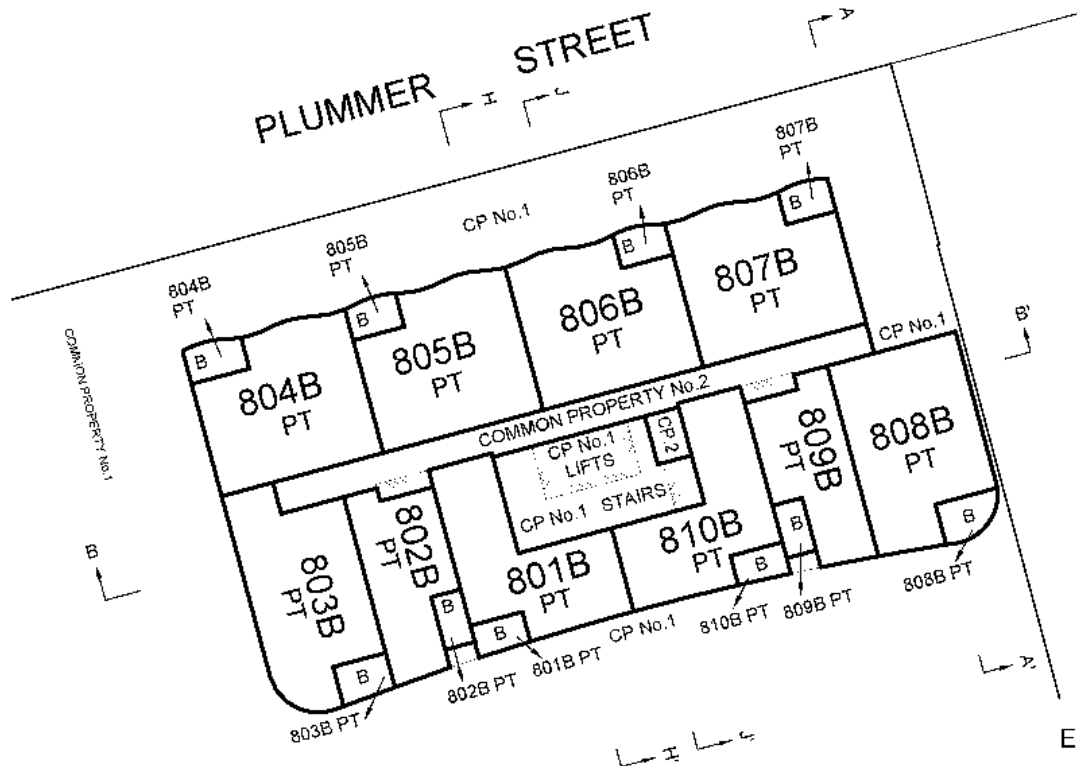 PLUMMER STREET
A
H
J
807B
PT
806B
PT
B
CP No.1
805B
PT
B
804B
PT
B
807B
PT
B
806B
PT
805B
PT
804B
PT
CP No.1
B'
COMMON PROPERTY No.1
COMMON PROPERTY No.2
CP No.1
LIFTS
CP 2
CP No.1 STAIRS
808B
PT
809B
PT
810B
PT
801B
PT
802B
PT
803B
PT
B
B
B
B
B
B
B
B
808B PT
809B PT
810B PT
CP No.1
801B PT
802B PT
803B PT
A'
H'
J'
E